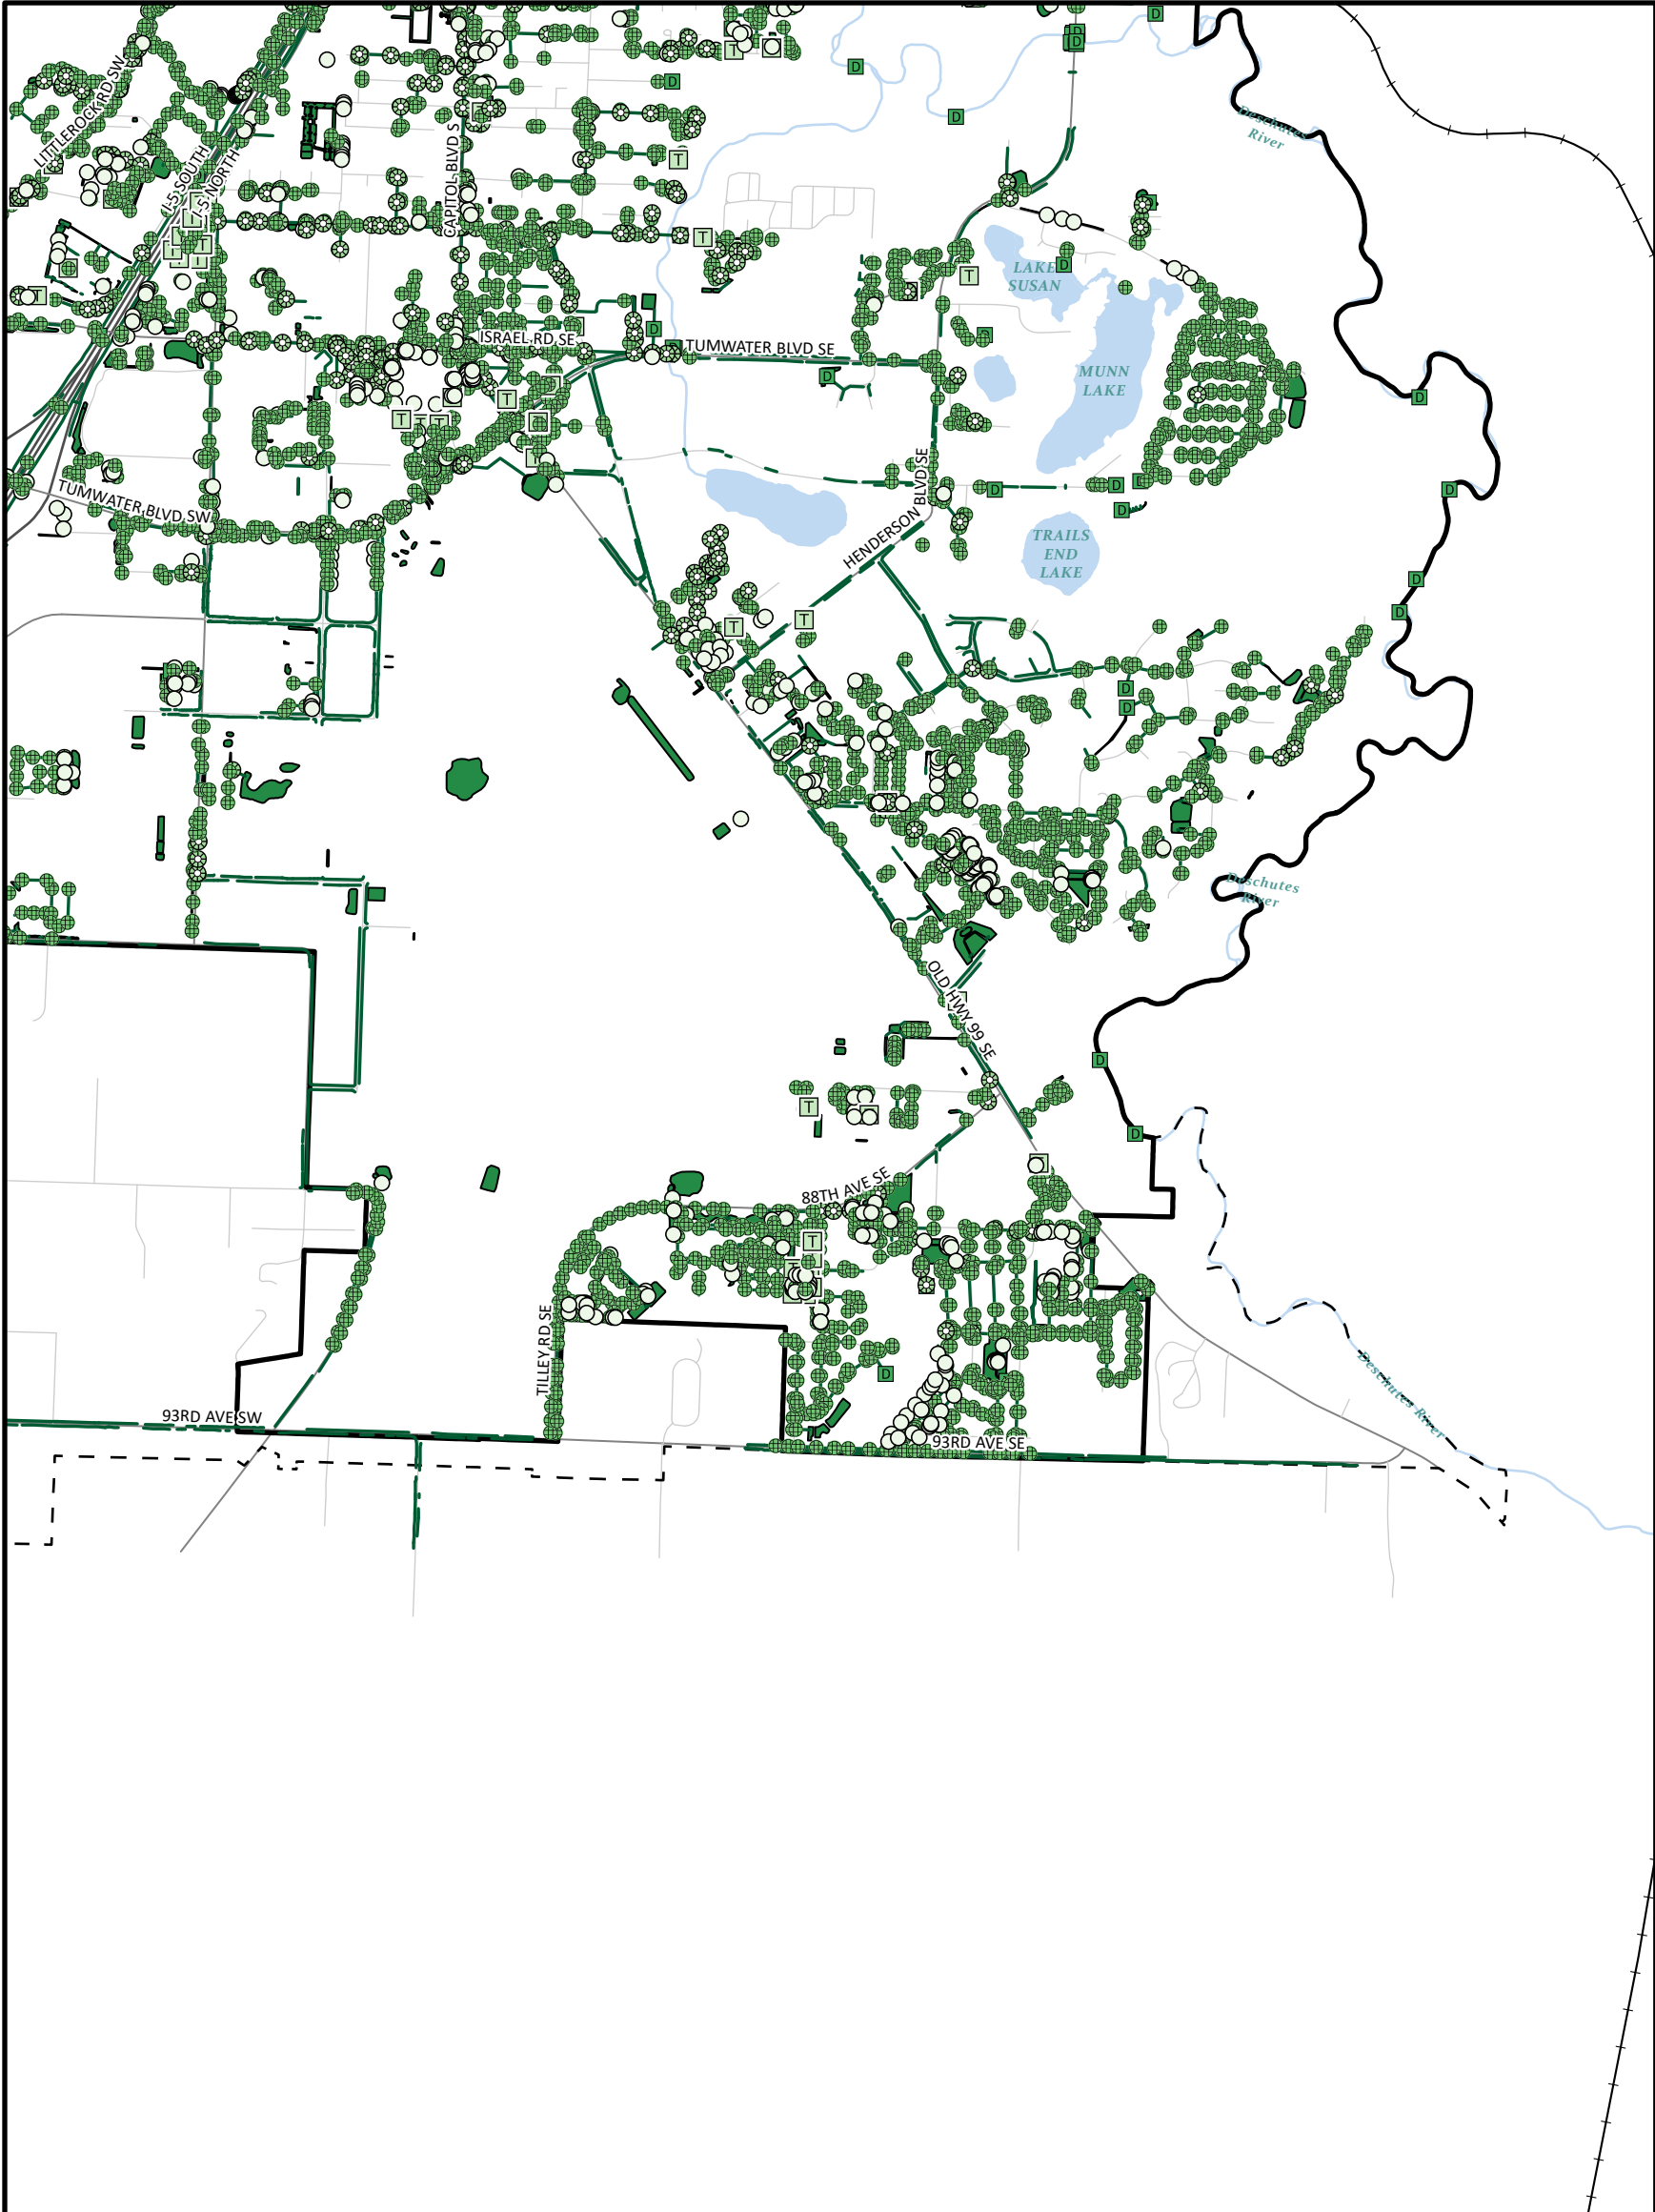 LITTLEROCK RD SW
I-5 SOUTH
I-5 NORTH
CAPITOL BLVD S
Deschutes
River
LAKE
SUSAN
ISRAEL RD SE
TUMWATER BLVD SE
MUNN
LAKE
TUMWATER BLVD SW
HENDERSON
BLVD SE
TRAILS
END
LAKE
Deschutes
River
OLD HWY 99 SE
88TH AVE SE
TILLEY RD SE
Deschutes River
93RD AVE SW
93RD AVE SE